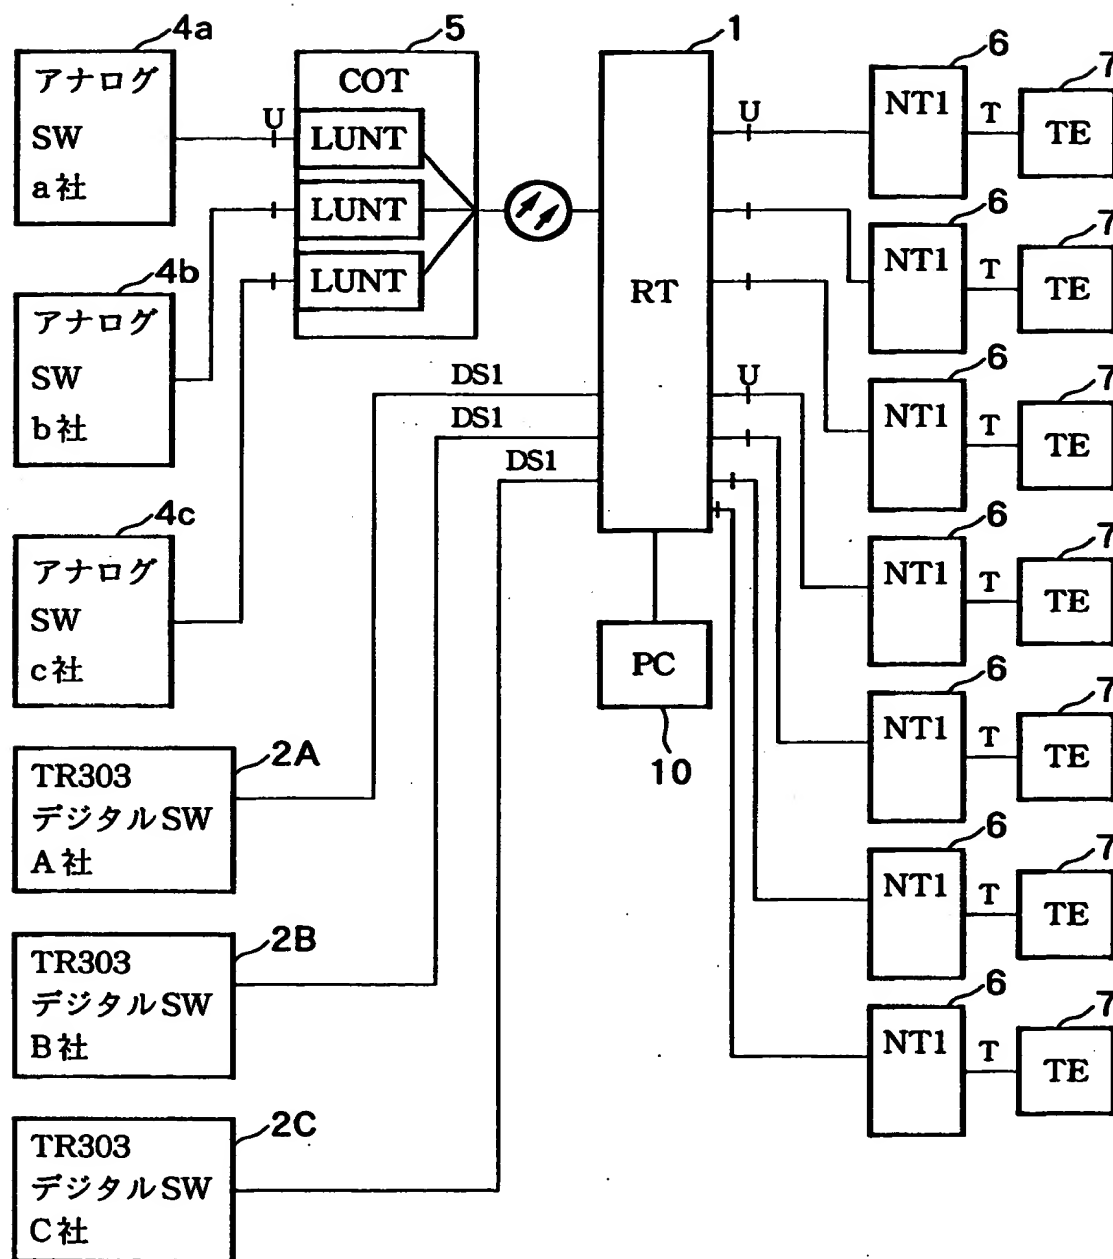 4a
アナログ
SW
a社
4b
アナログ
SW
b社
4c
アナログ
SW
c社
2A
TR303
デジタルSW
A社
2B
TR303
デジタルSW
B社
2C
TR303
デジタルSW
C社
5
COT
U
LUNT
LUNT
LUNT
DS1
DS1
DS1
1
RT
PC
10
U
U
6
NT1
T
7
TE
6
NT1
T
7
TE
6
NT1
T
7
TE
6
NT1
T
7
TE
6
NT1
T
7
TE
6
NT1
T
7
TE
6
NT1
T
7
TE